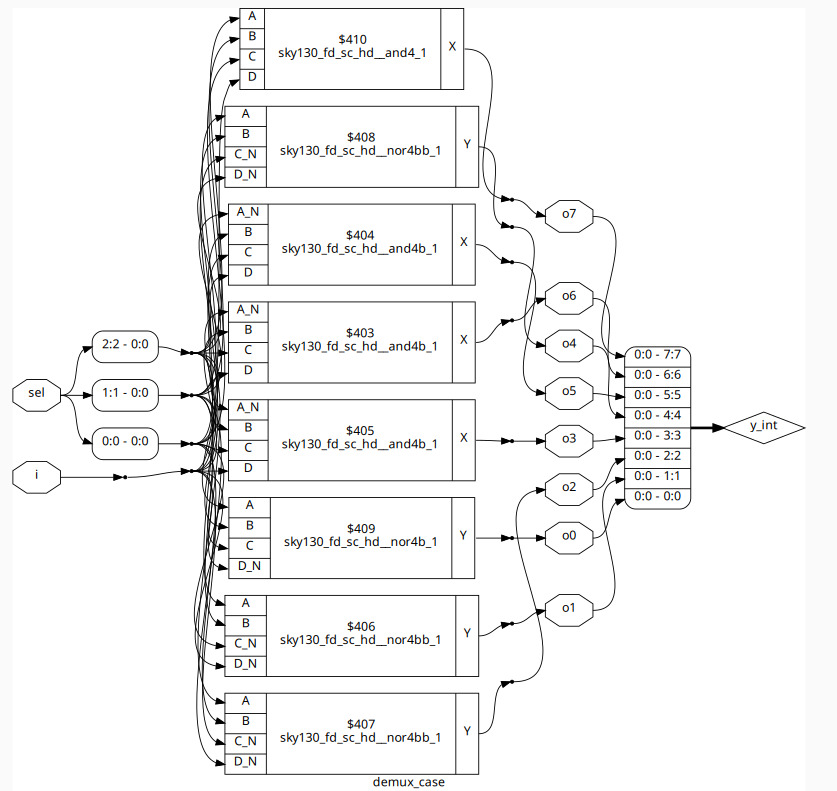 A
B
C
D
$410
sky130_fd_sc_hd__and4_1
X
A
B
C_N
D_N
$408
sky130_fd_sc_hd__nor4bb_1
Y
A_N
B
C
D
$404
sky130_fd_sc_hd__and4b_1
X
A_N
B
C
D
$403
sky130_fd_sc_hd__and4b_1
X
A_N
B
C
D
$405
sky130_fd_sc_hd__and4b_1
X
A
B
C
D_N
$409
sky130_fd_sc_hd__nor4b_1
Y
A
B
C_N
D_N
$406
sky130_fd_sc_hd__nor4bb_1
Y
A
B
C_N
D_N
$407
sky130_fd_sc_hd__nor4bb_1
Y
sel
i
2:2 - 0:0
1:1 - 0:0
0:0 - 0:0
o7
o6
o4
o5
o3
o2
o0
o1
0:0 - 7:7
0:0 - 6:6
0:0 - 5:5
0:0 - 4:4
0:0 - 3:3
0:0 - 2:2
0:0 - 1:1
0:0 - 0:0
y_int
demux_case